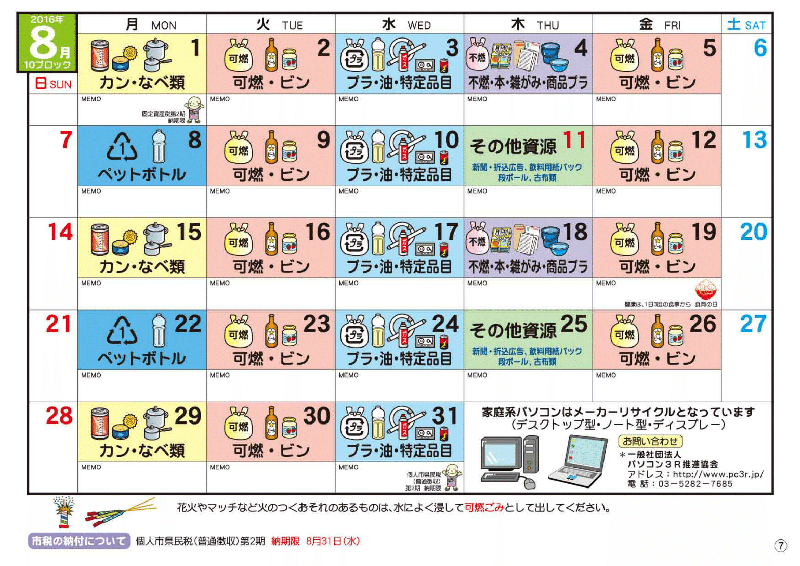 2016年
8月
10ブロック
月 MON
火 TUE
水 WED
木 THU
金 FRI
土 SAT
日 SUN
1
カン・なべ類
MEMO
固定資産税第2期
納期限
可燃
2
可燃・ビン
MEMO
プラ
3
プラ・油・特定品目
MEMO
不燃
4
不燃・本・雑がみ・商品プラ
MEMO
可燃
5
可燃・ビン
MEMO
6
7
1
8
ペットボトル
MEMO
可燃
9
可燃・ビン
MEMO
プラ
10
プラ・油・特定品目
MEMO
その他資源 11
新聞・折込広告、飲料用紙パック
段ボール、古布類
MEMO
可燃
12
可燃・ビン
MEMO
13
14
15
カン・なべ類
MEMO
可燃
16
可燃・ビン
MEMO
プラ
17
プラ・油・特定品目
MEMO
不燃
18
不燃・本・雑がみ・商品プラ
MEMO
可燃
19
可燃・ビン
MEMO
健康は、1日3回の食事から 食育の日
20
21
1
22
ペットボトル
MEMO
可燃
23
可燃・ビン
MEMO
プラ
24
プラ・油・特定品目
MEMO
その他資源 25
新聞・折込広告、飲料用紙パック
段ボール、古布類
MEMO
可燃
26
可燃・ビン
MEMO
27
28
29
カン・なべ類
MEMO
可燃
30
可燃・ビン
MEMO
プラ
31
プラ・油・特定品目
MEMO
個人市県民税
(普通徴収)
第2期 納期限
家庭系パソコンはメーカーリサイクルとなっています
(デスクトップ型・ノート型・ディスプレー)
お問い合わせ
*一般社団法人
パソコン3R推進協会
アドレス:http://www.pc3r.jp/
電話:03-5282-7685
花火やマッチなど火のつくおそれのあるものは、水によく浸して可燃ごみとして出してください。
市税の納付について 個人市県民税(普通徴収)第2期 納期限 8月31日(水)
⑦